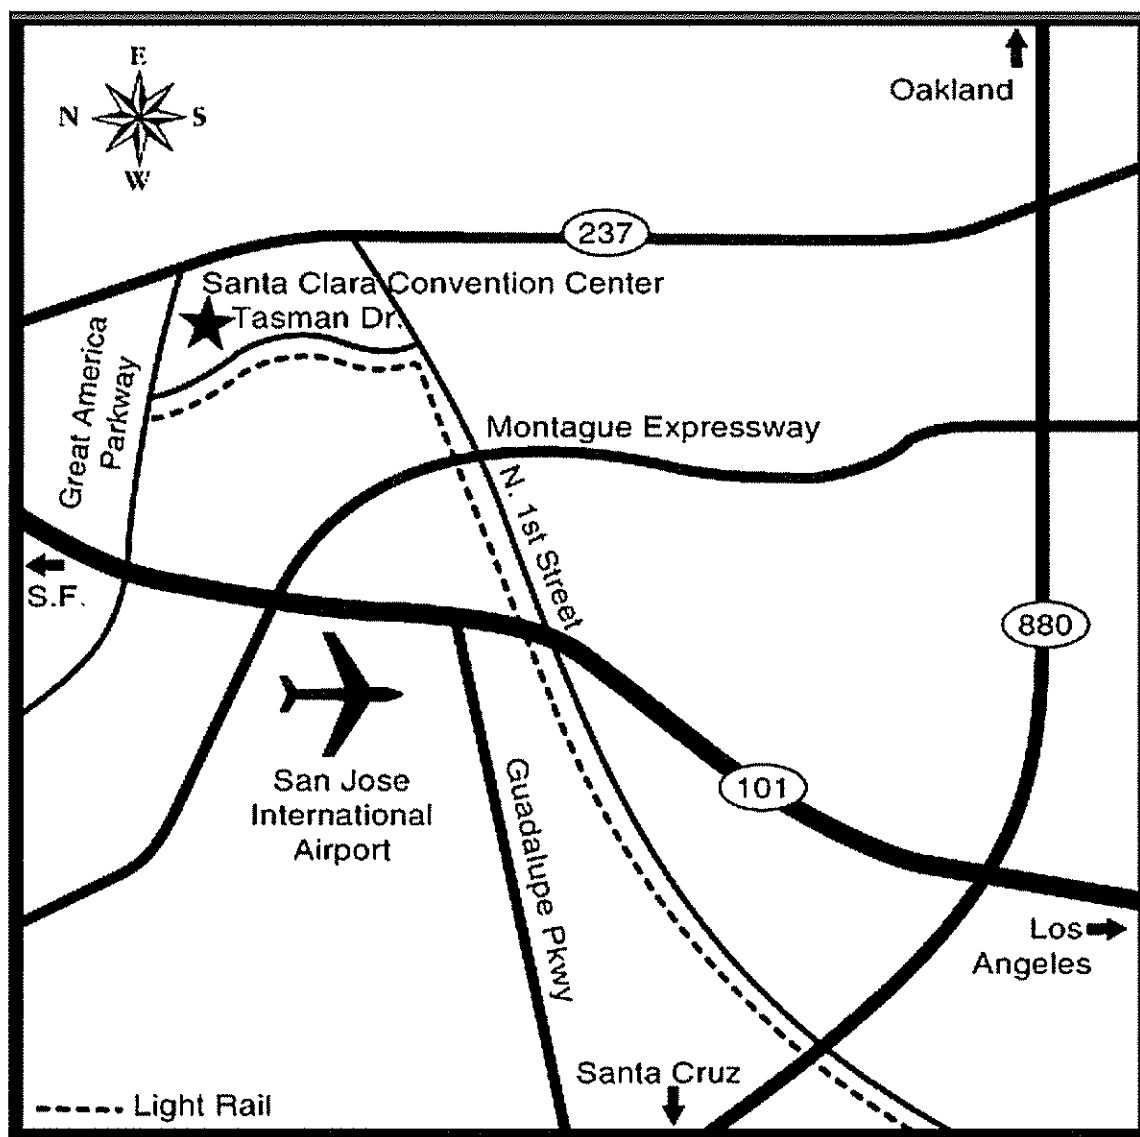 E
N S
W
Oakland
237
Santa Clara Convention Center
Tasman Dr.
Great America
Parkway
Montague Expressway
N. 1st Street
S.F.
880
San Jose
International
Airport
101
Guadalupe Pkwy
Los
Angeles
Santa Cruz
Light Rail